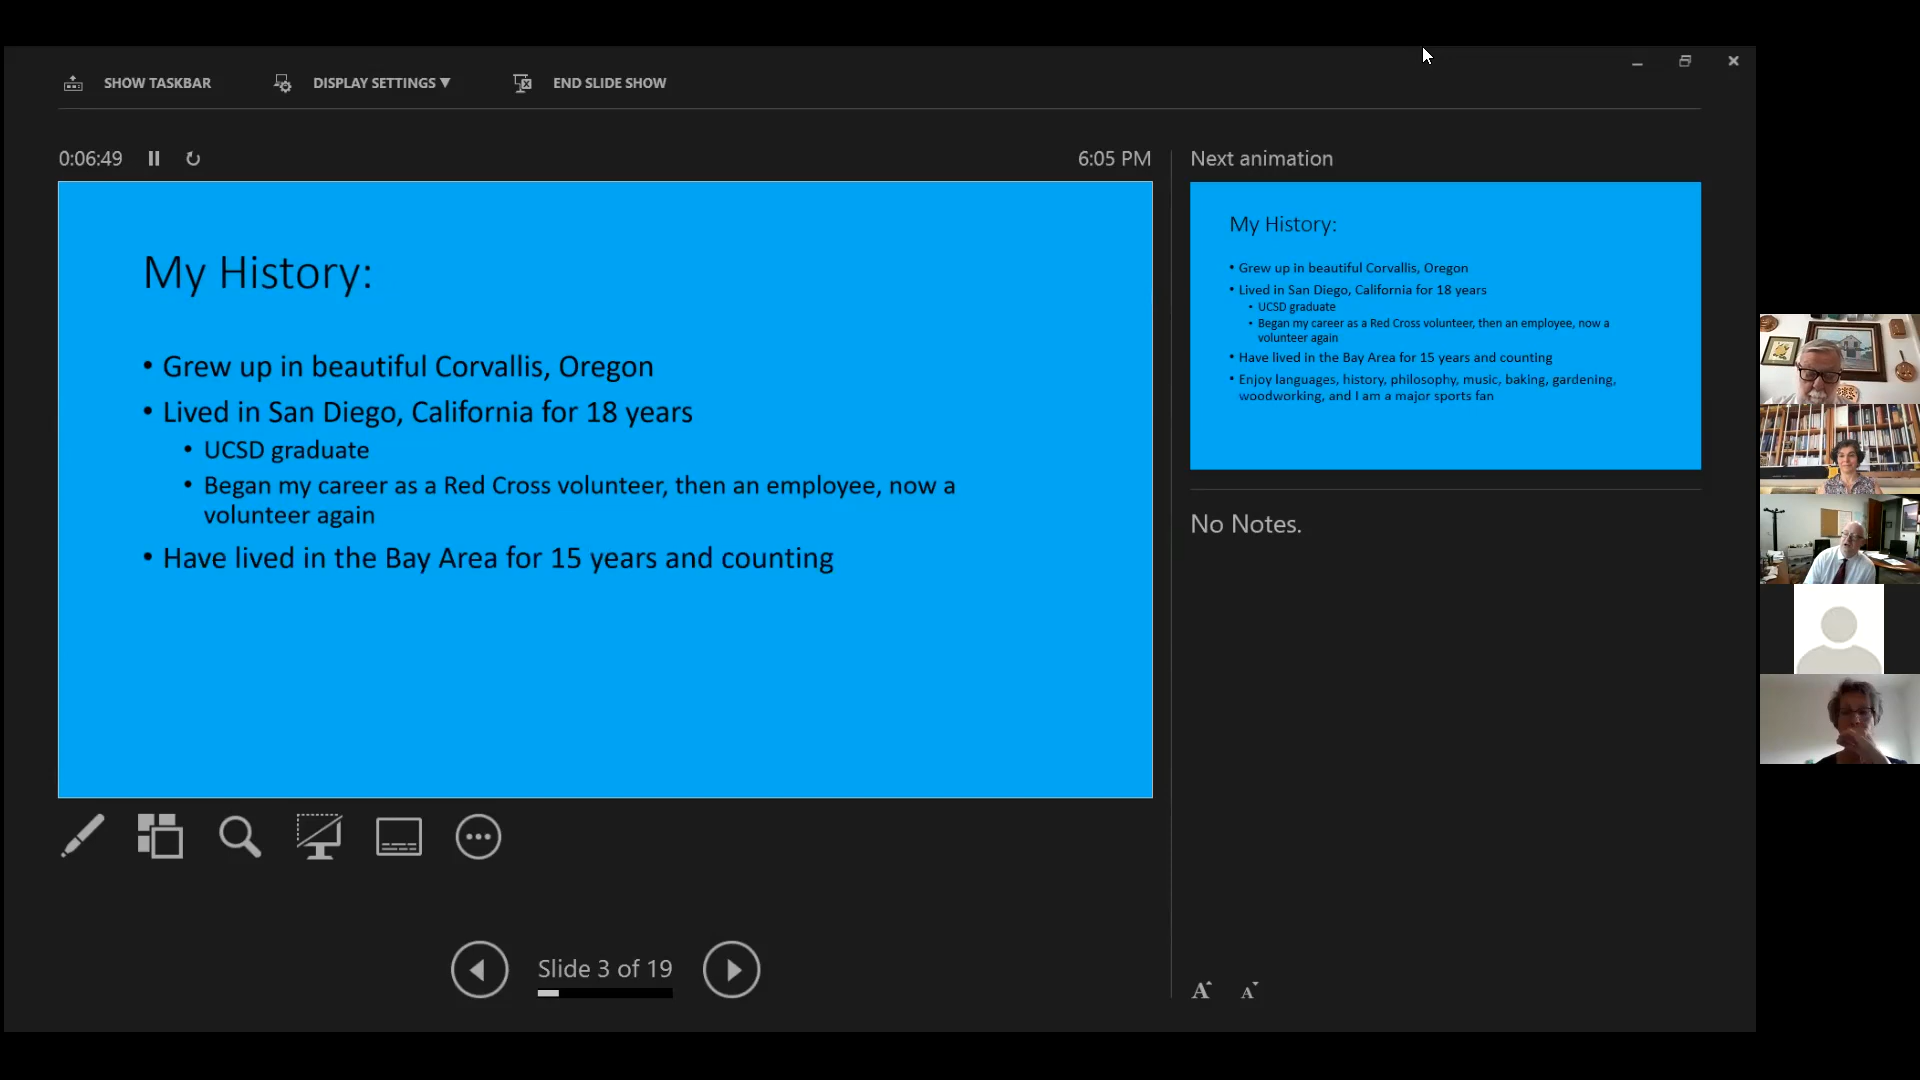 SHOW TASKBAR
DISPLAY SETTINGS ▼
END SLIDE SHOW
0:06:49
6:05 PM
Next animation
My History:
• Grew up in beautiful Corvallis, Oregon
• Lived in San Diego, California for 18 years
• UCSD graduate
• Began my career as a Red Cross volunteer, then an employee, now a
volunteer again
• Have lived in the Bay Area for 15 years and counting
My History:
• Grew up in beautiful Corvallis, Oregon
• Lived in San Diego, California for 18 years
• UCSD graduate
• Began my career as a Red Cross volunteer, then an employee, now a
volunteer again
• Have lived in the Bay Area for 15 years and counting
• Enjoy languages, history, philosophy, music, baking, gardening,
woodworking, and I am a major sports fan
No Notes.
Slide 3 of 19
A A